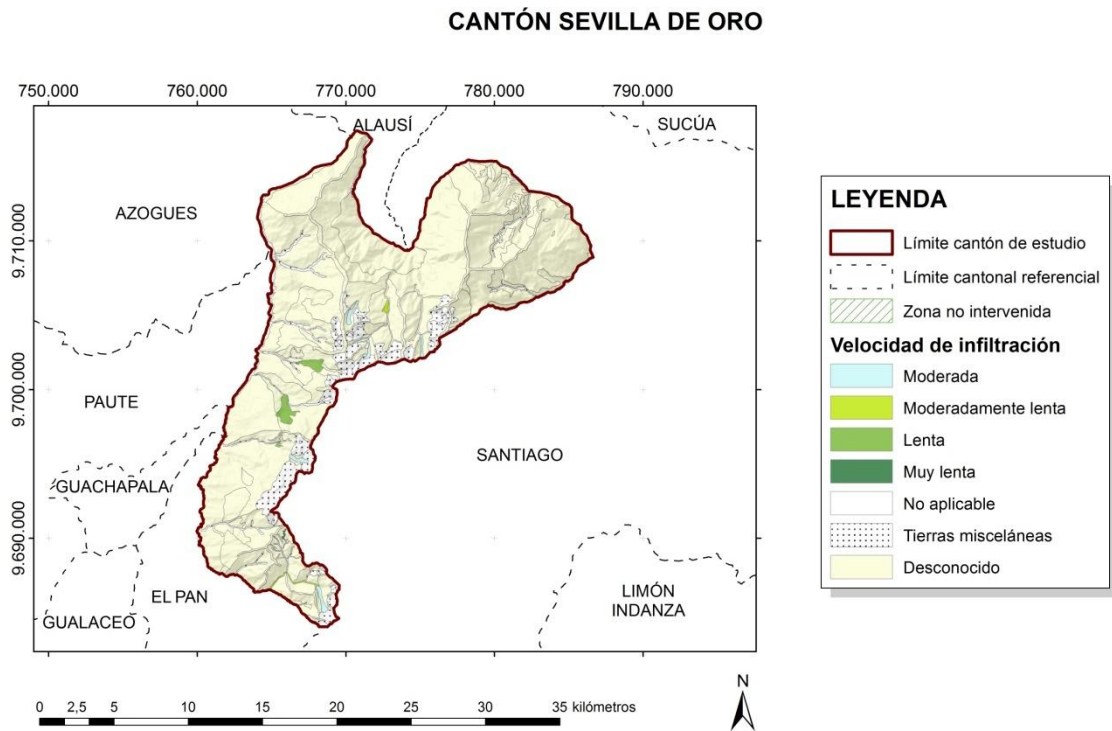 CANTÓN SEVILLA DE ORO
750.000 760.000 770.000 780.000 790.000
ALAUSÍ
SUCÚA
AZOGUES
9.710.000
PAUTE
9.700.000
SANTIAGO
GUACHAPALA
9.690.000
EL PAN
GUALACEO
LIMÓN
INDANZA
LEYENDA
Límite cantón de estudio
Límite cantonal referencial
Zona no intervenida
Velocidad de infiltración
Moderada
Moderadamente lenta
Lenta
Muy lenta
No aplicable
Tierras misceláneas
Desconocido
0 2,5 5 10 15 20 25 30 35 kilómetros
N